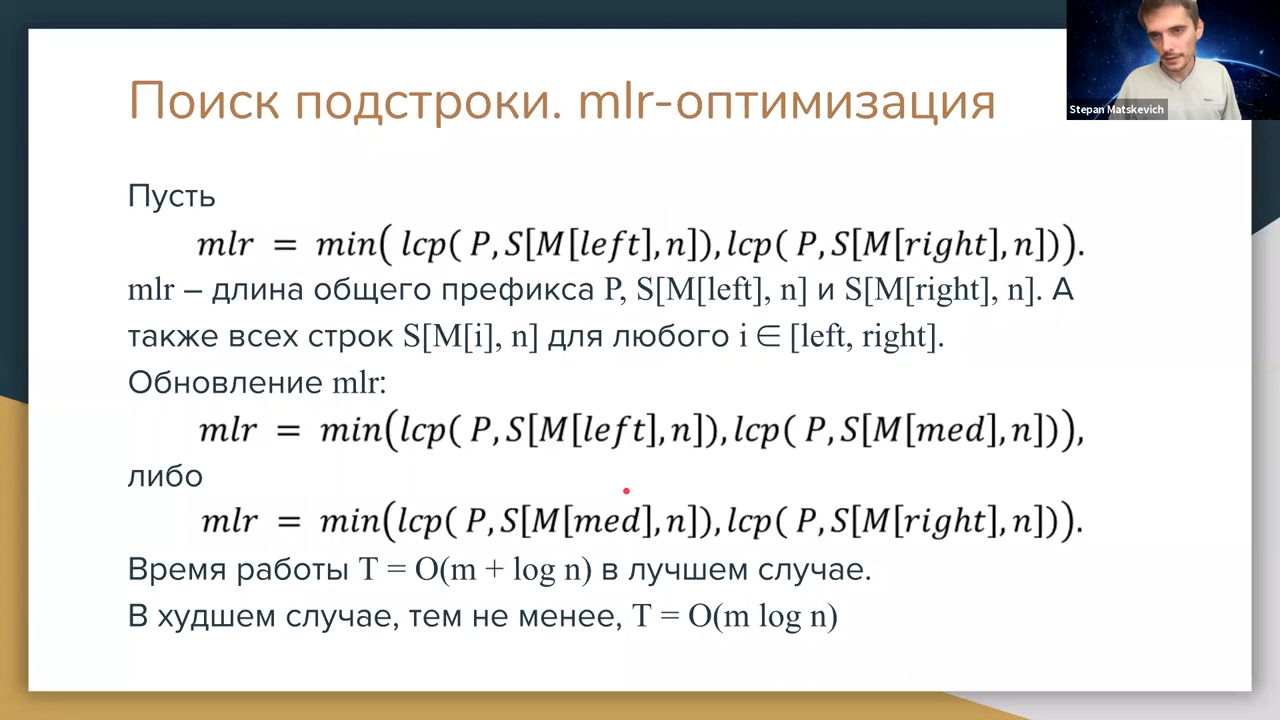 Поиск подстроки. mlr-оптимизация
Stepan Matskevich
Пусть
mlr = min( lcp( P, S[M[left], n]), lcp( P, S[M[right], n])).
mlr – длина общего префикса P, S[M[left], n] и S[M[right], n]. А
также всех строк S[M[i], n] для любого i ∈ [left, right].
Обновление mlr:
mlr = min(lcp( P, S[M[left], n]), lcp( P, S[M[med], n])),
либо
mlr = min(lcp( P, S[M[med], n]), lcp( P, S[M[right], n])).
Время работы T = O(m + log n) в лучшем случае.
В худшем случае, тем не менее, T = O(m log n)